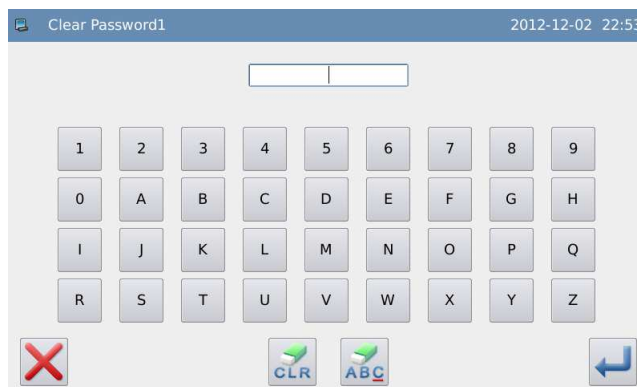 Clear Password1 2012-12-02 22:53
1 2 3 4 5 6 7 8 9
0 A B C D E F G H
I J K L M N O P Q
R S T U V W X Y Z
CLR ABC